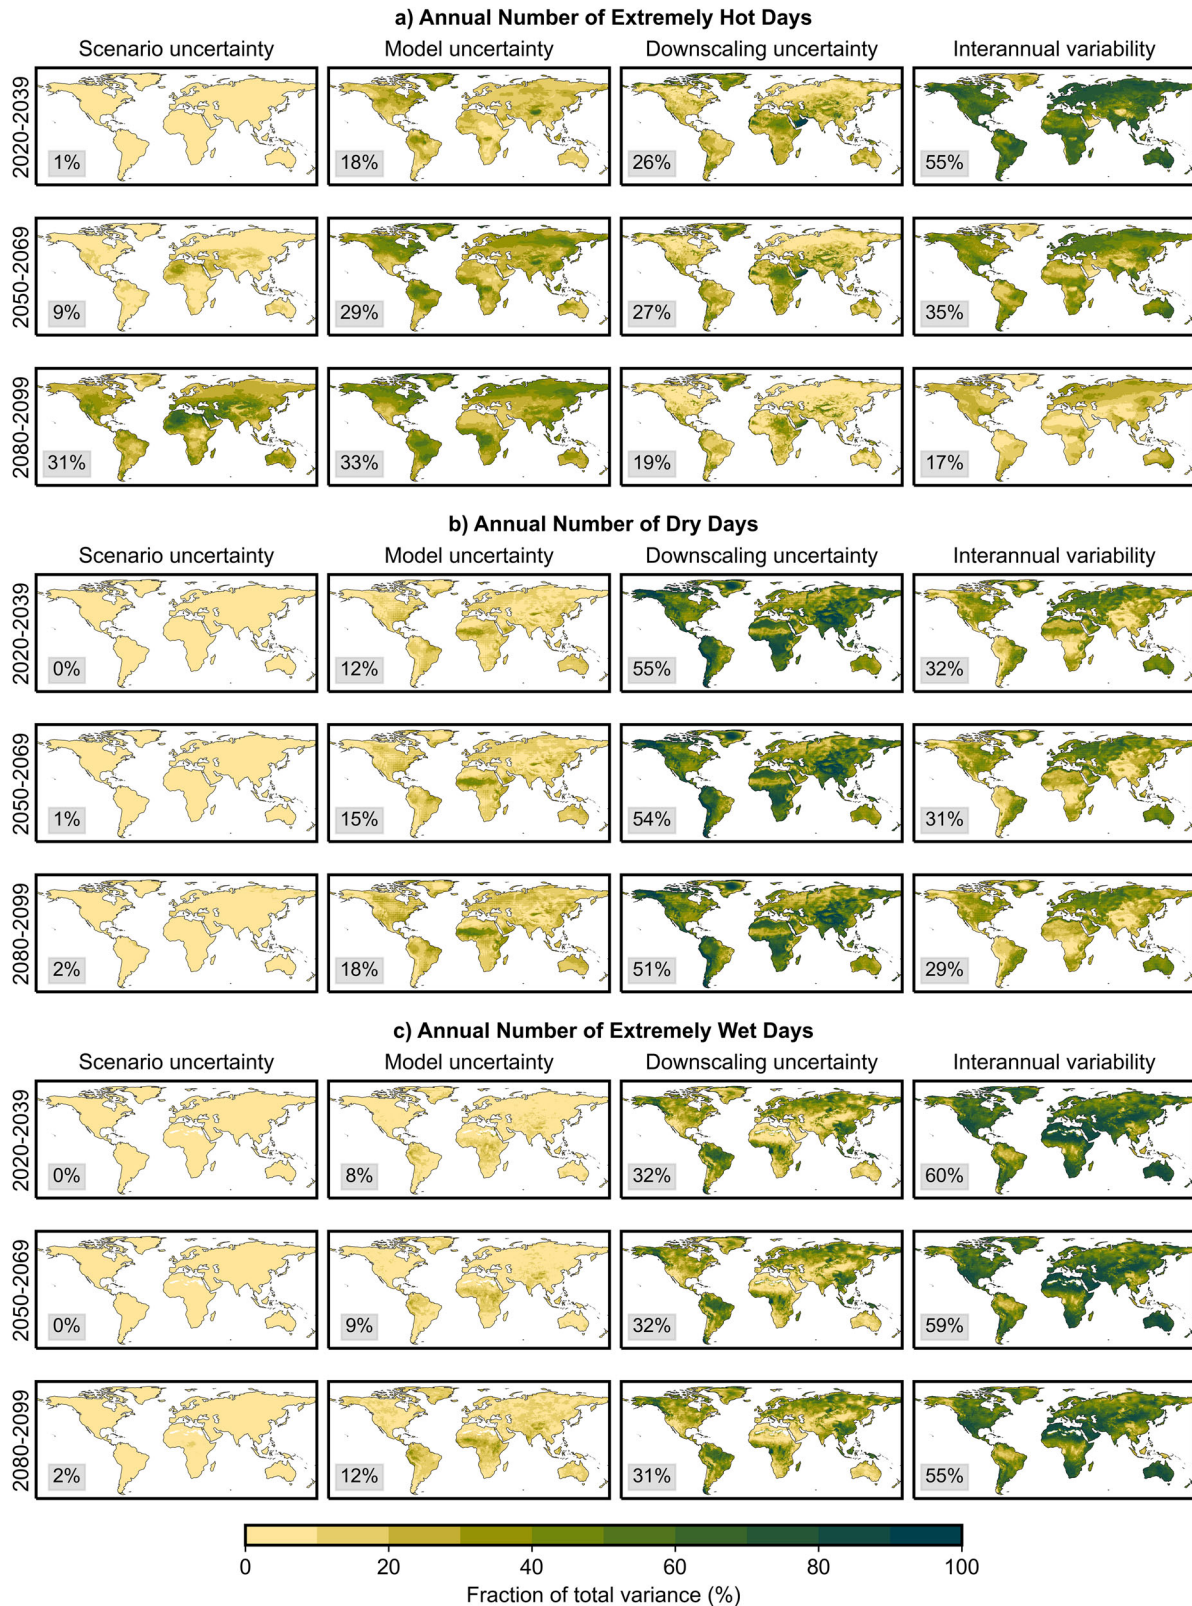 a) Annual Number of Extremely Hot Days
Scenario uncertainty Model uncertainty Downscaling uncertainty Interannual variability
2020-2039
1% 18% 26% 55%
2050-2069
9% 29% 27% 35%
2080-2099
31% 33% 19% 17%
b) Annual Number of Dry Days
Scenario uncertainty Model uncertainty Downscaling uncertainty Interannual variability
2020-2039
0% 12% 55% 32%
2050-2069
1% 15% 54% 31%
2080-2099
2% 18% 51% 29%
c) Annual Number of Extremely Wet Days
Scenario uncertainty Model uncertainty Downscaling uncertainty Interannual variability
2020-2039
0% 8% 32% 60%
2050-2069
0% 9% 32% 59%
2080-2099
2% 12% 31% 55%
0 20 40 60 80 100
Fraction of total variance (%)